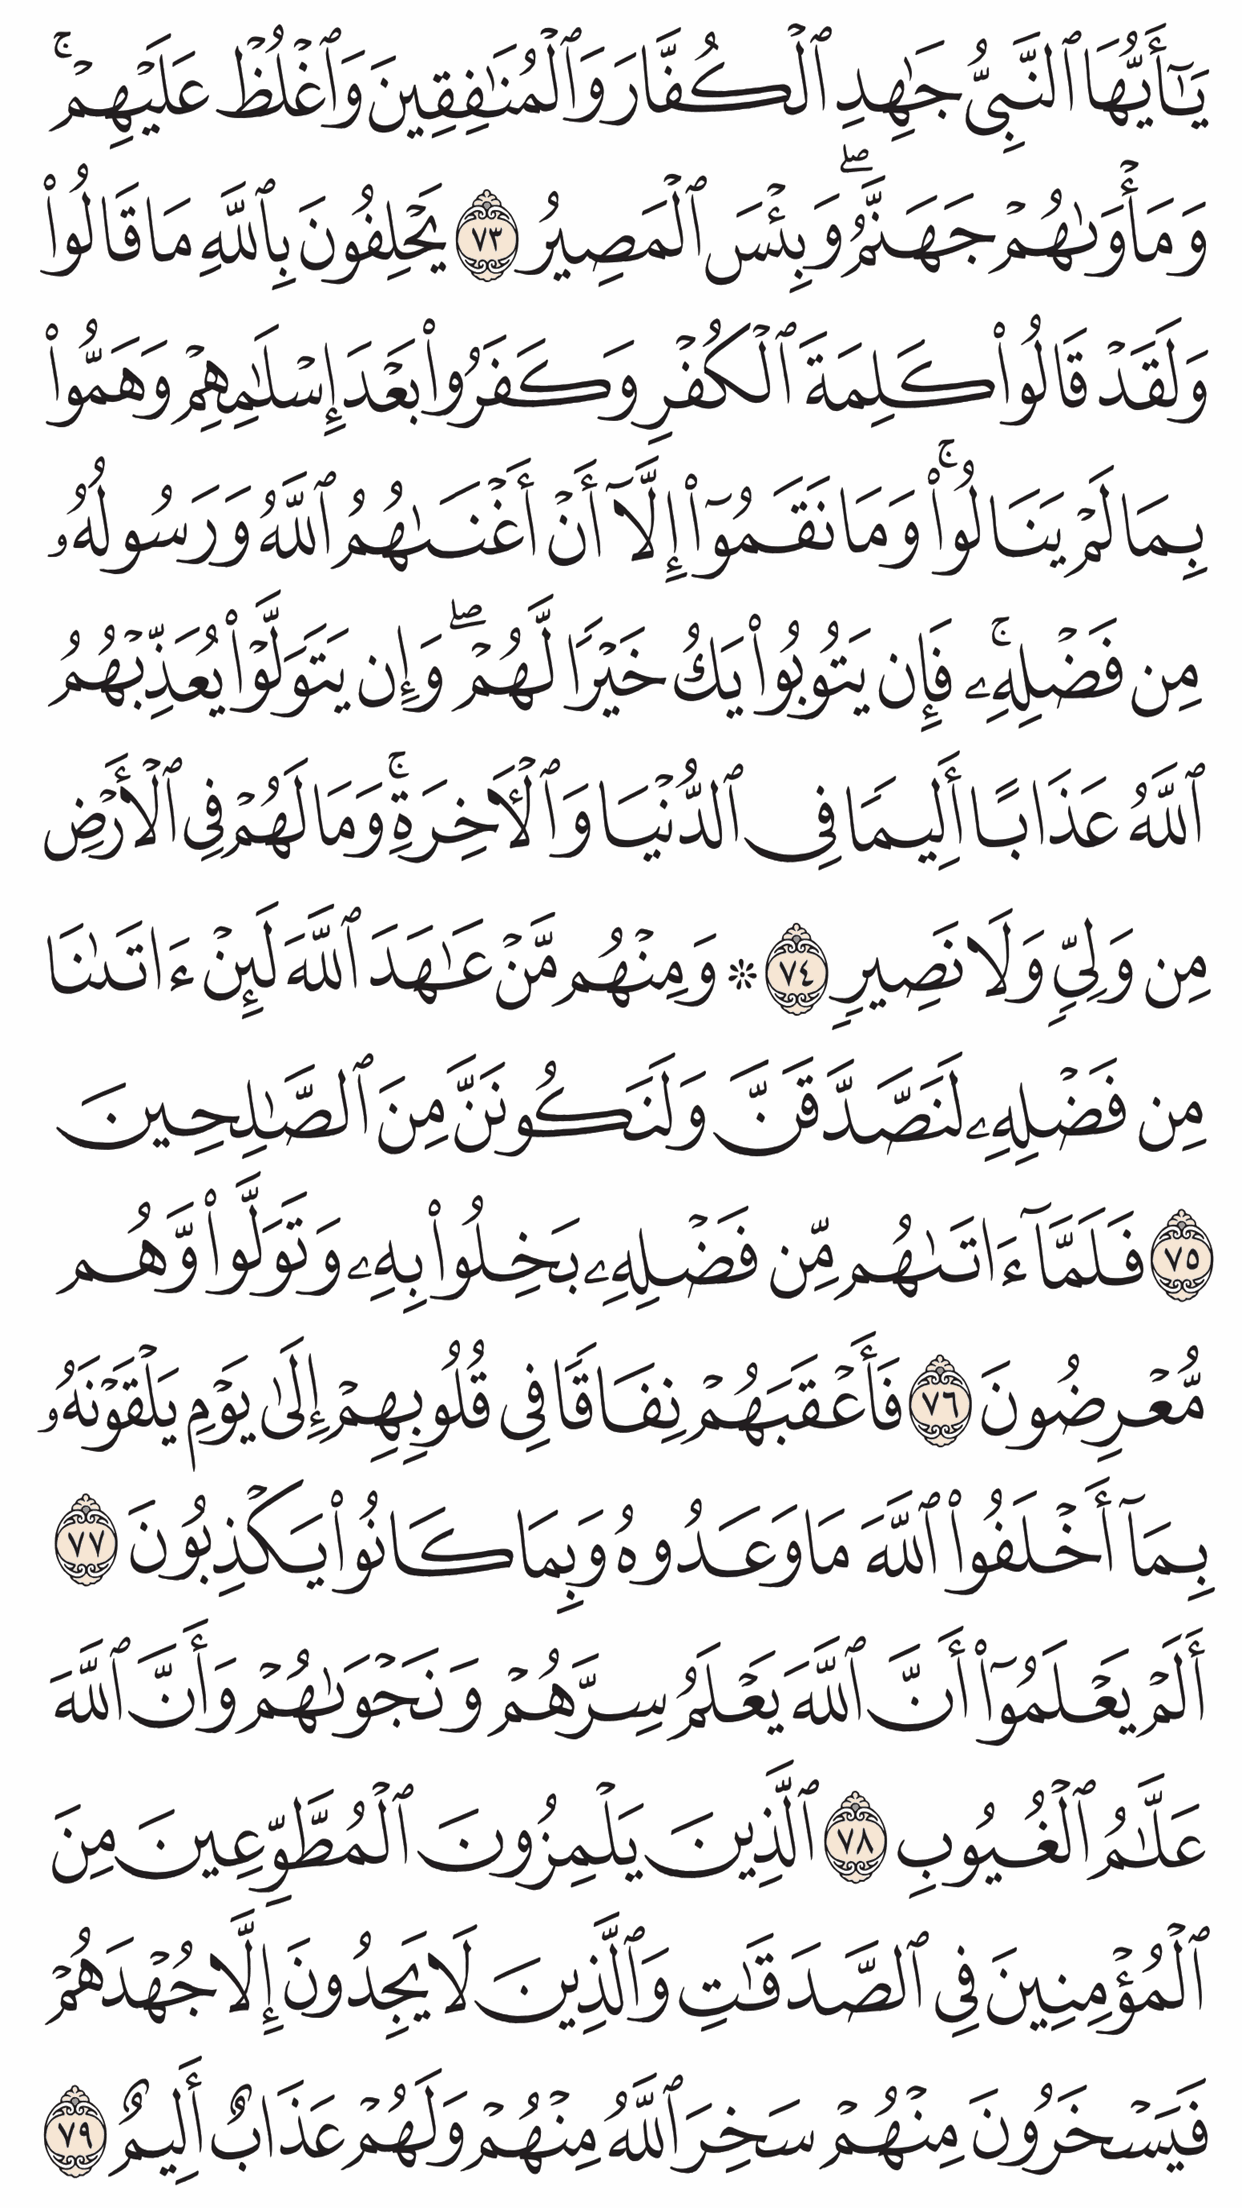 يَٰٓأَيُّهَا ٱلنَّبِىُّ جَٰهِدِ ٱلْكُفَّارَ وَٱلْمُنَٰفِقِينَ وَٱغْلُظْ عَلَيْهِمْ ۚ
وَمَأْوَىٰهُمْ جَهَنَّمُ ۖ وَبِئْسَ ٱلْمَصِيرُ ٧٣ يَحْلِفُونَ بِٱللَّهِ مَا قَالُوا۟
وَلَقَدْ قَالُوا۟ كَلِمَةَ ٱلْكُفْرِ وَكَفَرُوا۟ بَعْدَ إِسْلَٰمِهِمْ وَهَمُّوا۟
بِمَا لَمْ يَنَالُوا۟ ۚ وَمَا نَقَمُوٓا۟ إِلَّآ أَنْ أَغْنَىٰهُمُ ٱللَّهُ وَرَسُولُهُۥ
مِن فَضْلِهِۦ ۚ فَإِن يَتُوبُوا۟ يَكُ خَيْرًا لَّهُمْ ۖ وَإِن يَتَوَلَّوْا۟ يُعَذِّبْهُمُ
ٱللَّهُ عَذَابًا أَلِيمًا فِى ٱلدُّنْيَا وَٱلْءَاخِرَةِ ۚ وَمَا لَهُمْ فِى ٱلْأَرْضِ
مِن وَلِىٍّ وَلَا نَصِيرٍ ٧٤ ۞ وَمِنْهُم مَّنْ عَٰهَدَ ٱللَّهَ لَئِنْ ءَاتَىٰنَا
مِن فَضْلِهِۦ لَنَصَّدَّقَنَّ وَلَنَكُونَنَّ مِنَ ٱلصَّٰلِحِينَ
٧٥ فَلَمَّآ ءَاتَىٰهُم مِّن فَضْلِهِۦ بَخِلُوا۟ بِهِۦ وَتَوَلَّوا۟ وَّهُم
مُّعْرِضُونَ ٧٦ فَأَعْقَبَهُمْ نِفَاقًا فِى قُلُوبِهِمْ إِلَىٰ يَوْمِ يَلْقَوْنَهُۥ
بِمَآ أَخْلَفُوا۟ ٱللَّهَ مَا وَعَدُوهُ وَبِمَا كَانُوا۟ يَكْذِبُونَ ٧٧
أَلَمْ يَعْلَمُوٓا۟ أَنَّ ٱللَّهَ يَعْلَمُ سِرَّهُمْ وَنَجْوَىٰهُمْ وَأَنَّ ٱللَّهَ
عَلَّٰمُ ٱلْغُيُوبِ ٧٨ ٱلَّذِينَ يَلْمِزُونَ ٱلْمُطَّوِّعِينَ مِنَ
ٱلْمُؤْمِنِينَ فِى ٱلصَّدَقَٰتِ وَٱلَّذِينَ لَا يَجِدُونَ إِلَّا جُهْدَهُمْ
فَيَسْخَرُونَ مِنْهُمْ سَخِرَ ٱللَّهُ مِنْهُمْ وَلَهُمْ عَذَابٌ أَلِيمٌ ٧٩